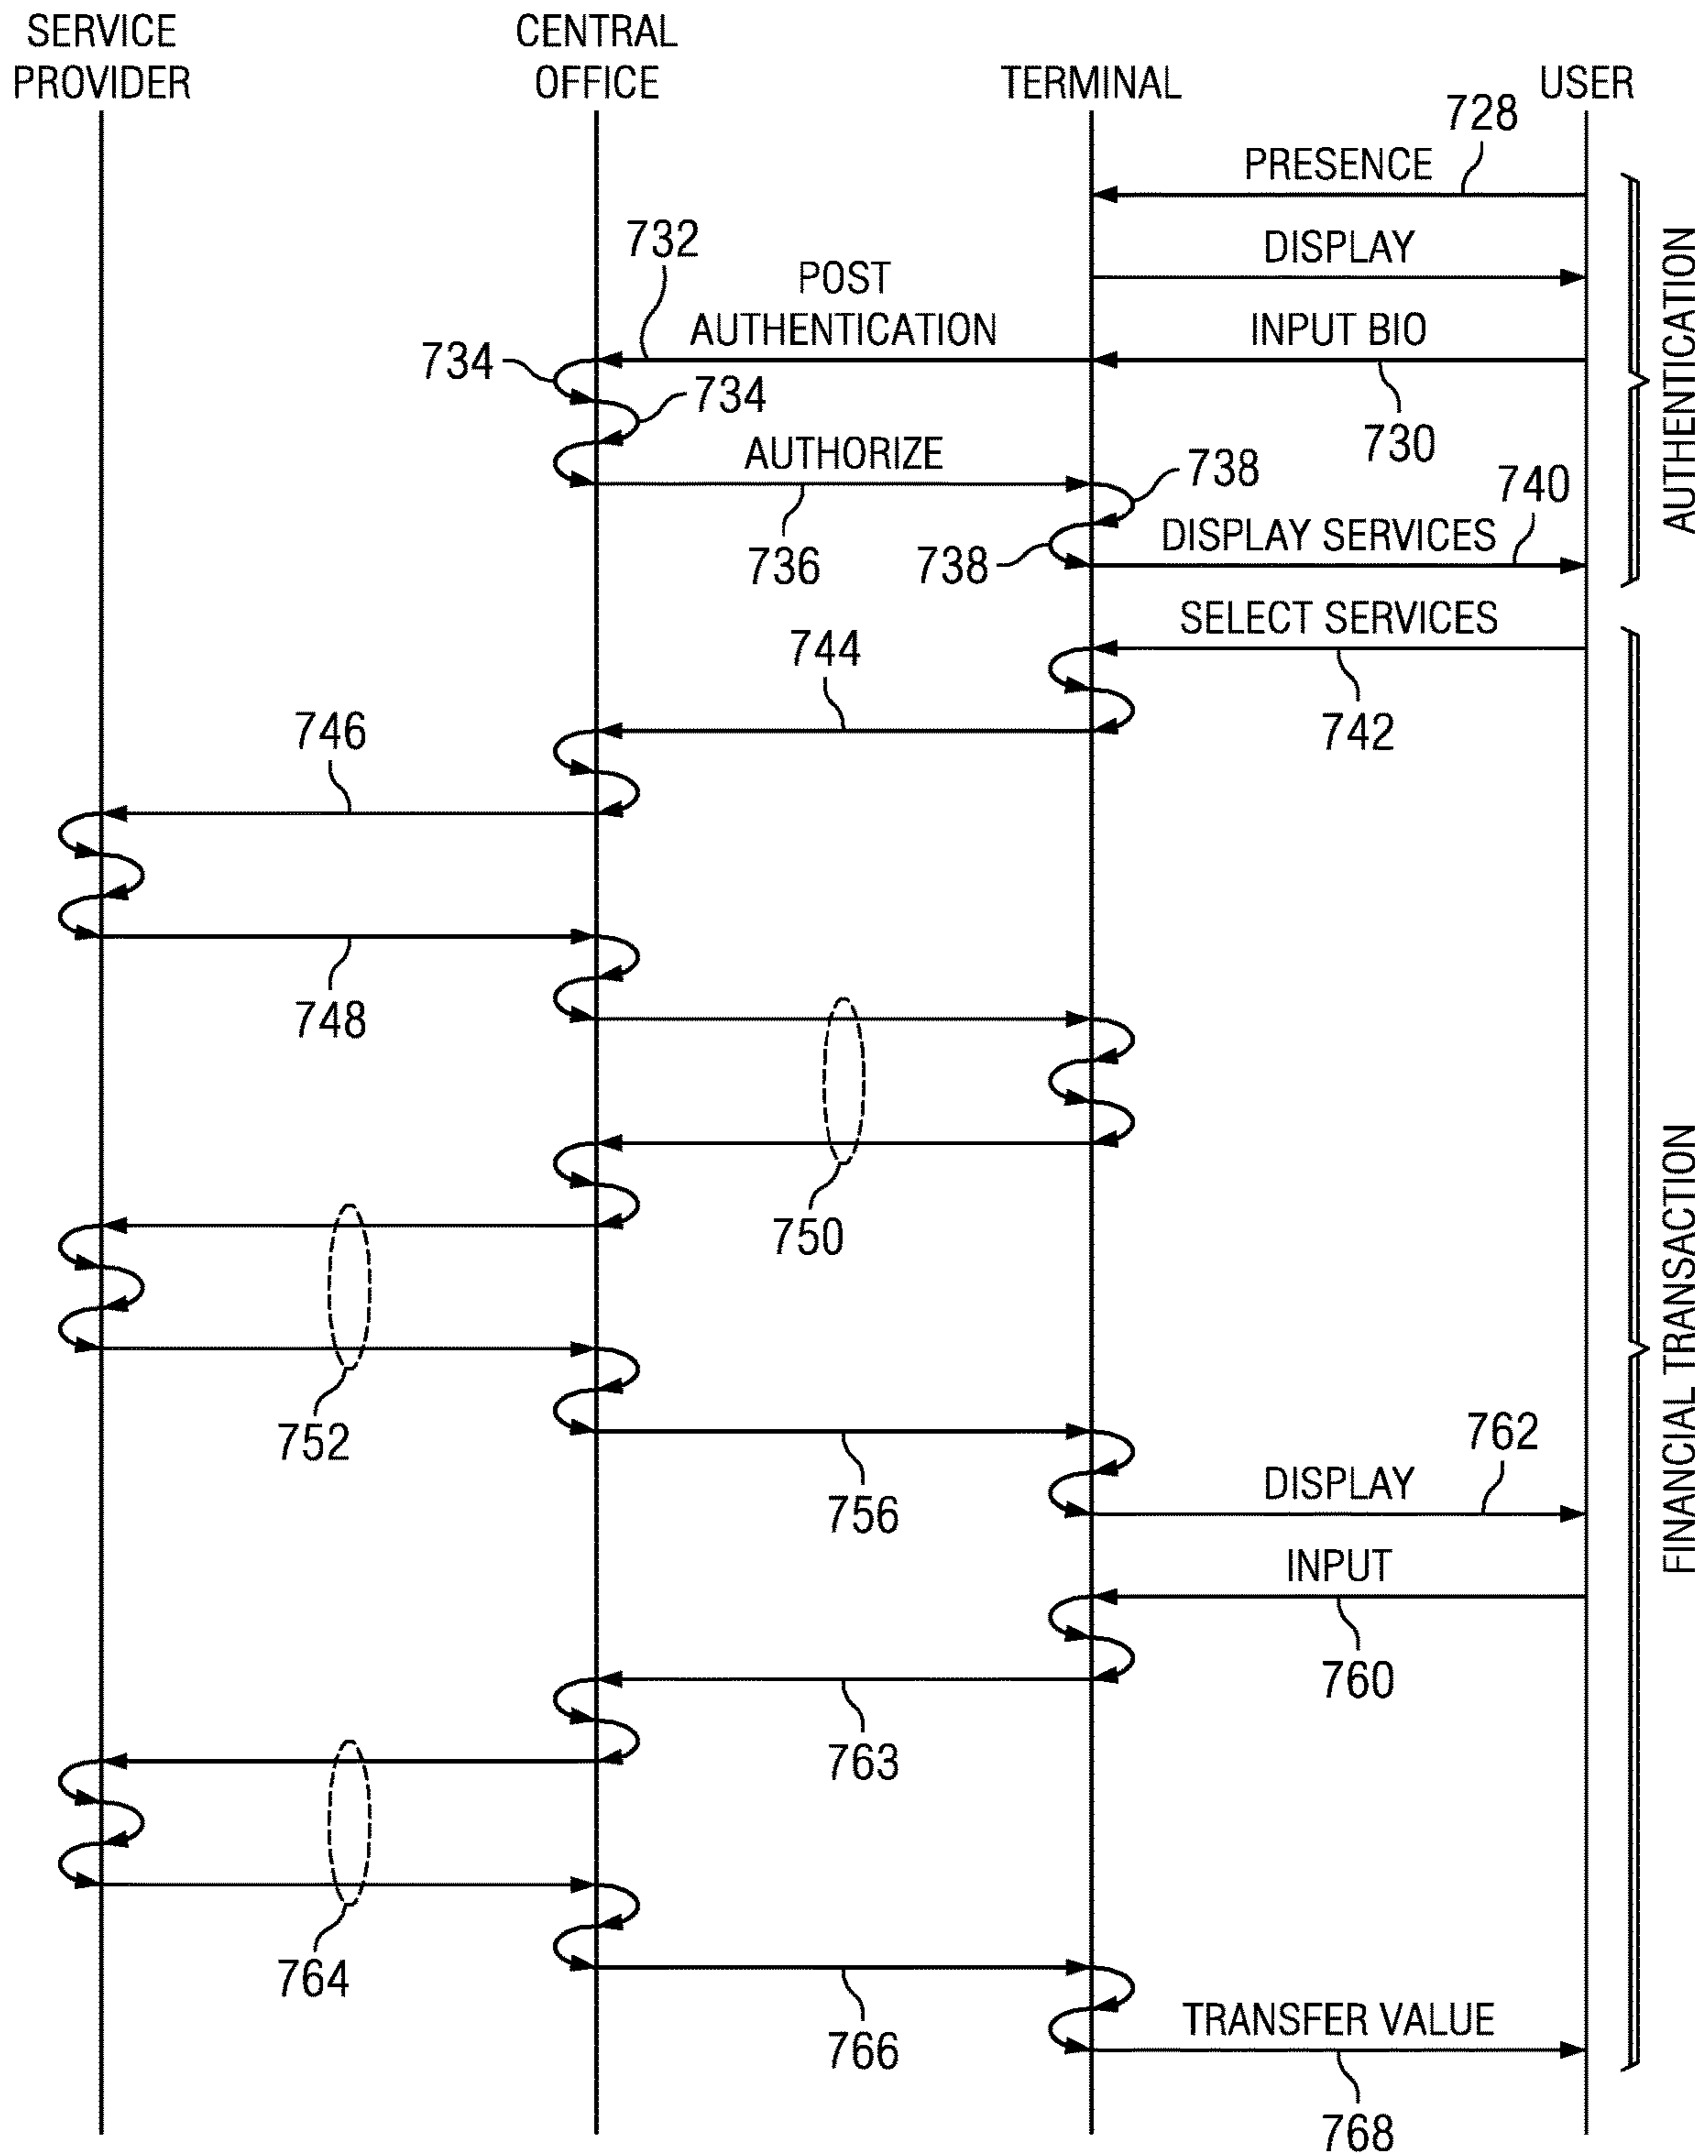 SERVICE
PROVIDER
CENTRAL
OFFICE
TERMINAL
USER
728
PRESENCE
732
DISPLAY
POST
AUTHENTICATION
INPUT BIO
734
734
730
AUTHORIZE
738
740
736
738
DISPLAY SERVICES
AUTHENTICATION
SELECT SERVICES
744
742
746
748
750
752
762
756
DISPLAY
INPUT
760
763
764
766
TRANSFER VALUE
768
FINANCIAL TRANSACTION